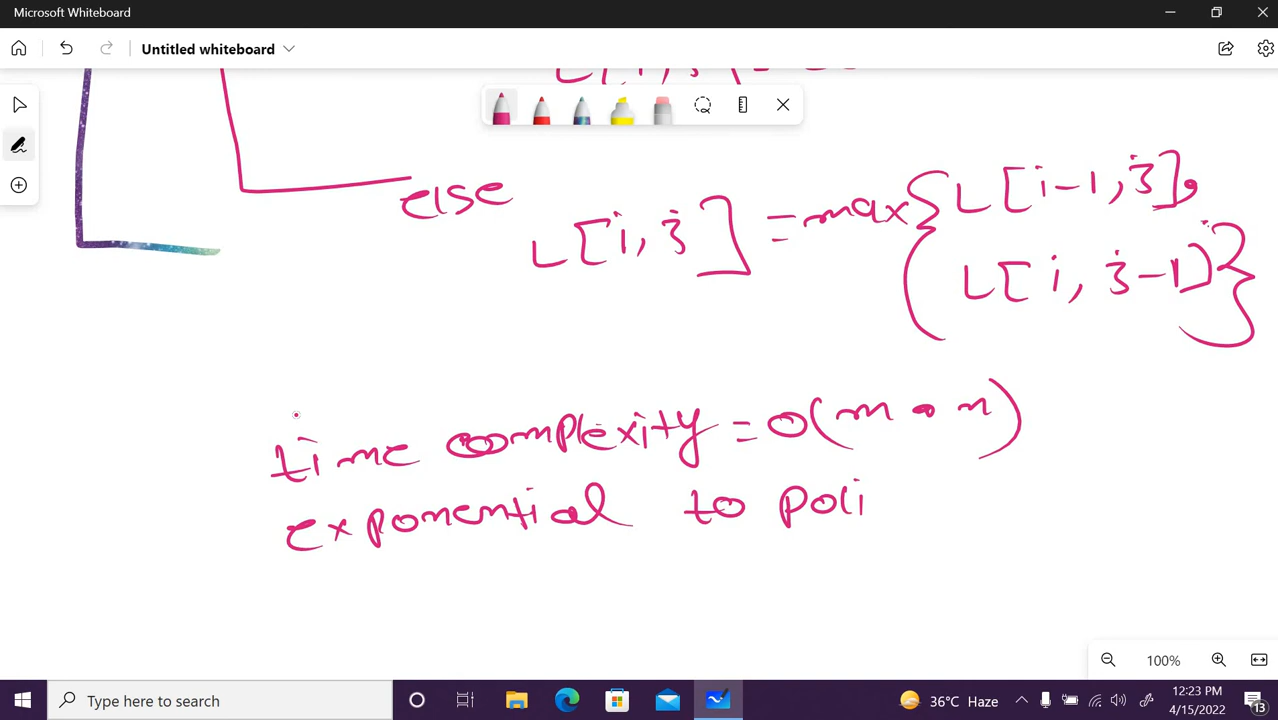 Microsoft Whiteboard
Untitled whiteboard
else
L[i,j] = max{L[i-1,j],
L[i, j-1]}
time complexity = O(m * n)
exponential to poli
100%
Type here to search
36°C Haze
12:23 PM
4/15/2022
13